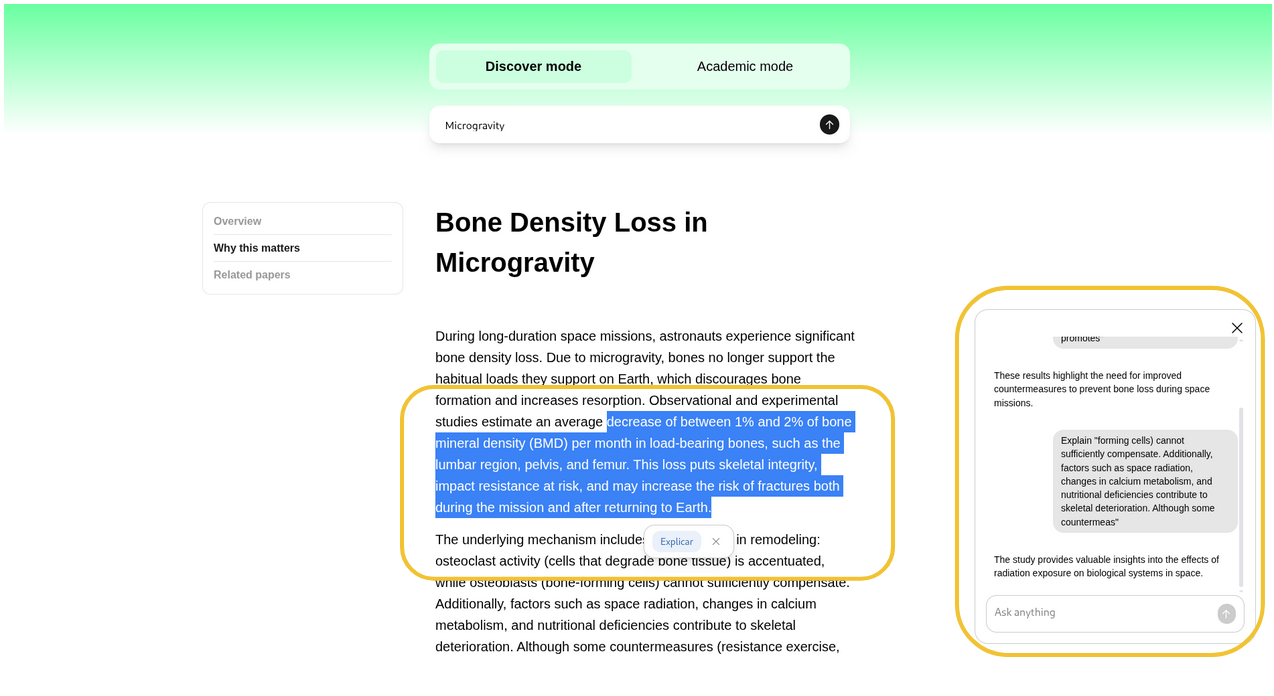 Discover mode
Academic mode
Microgravity
Overview
Why this matters
Related papers
Bone Density Loss in
Microgravity
During long-duration space missions, astronauts experience significant
bone density loss. Due to microgravity, bones no longer support the
habitual loads they support on Earth, which discourages bone
formation and increases resorption. Observational and experimental
studies estimate an average decrease of between 1% and 2% of bone
mineral density (BMD) per month in load-bearing bones, such as the
lumbar region, pelvis, and femur. This loss puts skeletal integrity,
impact resistance at risk, and may increase the risk of fractures both
during the mission and after returning to Earth.
Explicar
The underlying mechanism includes in remodeling:
osteoclast activity (cells that degrade bone tissue) is accentuated,
while osteoblasts (bone-forming cells) cannot sufficiently compensate.
Additionally, factors such as space radiation, changes in calcium
metabolism, and nutritional deficiencies contribute to skeletal
deterioration. Although some countermeasures (resistance exercise,
promotes
These results highlight the need for improved
countermeasures to prevent bone loss during space
missions.
Explain "forming cells) cannot
sufficiently compensate. Additionally,
factors such as space radiation,
changes in calcium metabolism, and
nutritional deficiencies contribute to
skeletal deterioration. Although some
countermeas"
The study provides valuable insights into the effects of
radiation exposure on biological systems in space.
Ask anything